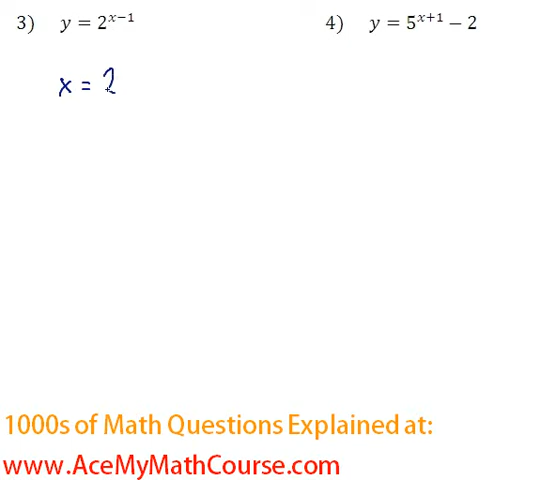 3) y = 2^{x−1}
4) y = 5^{x+1} − 2
x = 2
1000s of Math Questions Explained at:
www.AceMyMathCourse.com